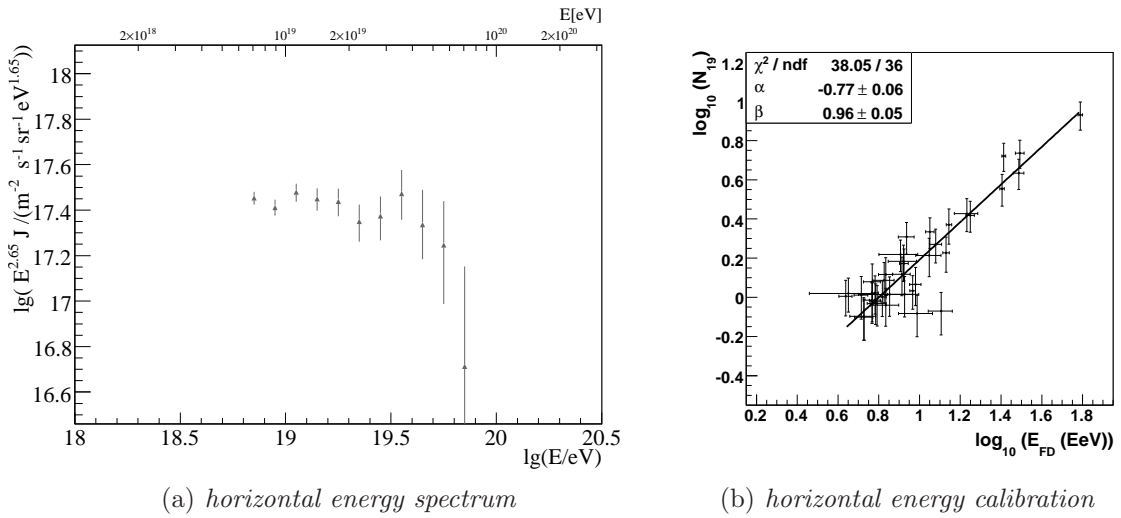 E[eV]
2×10^18 10^19 2×10^19 10^20 2×10^20
lg( E^2.65 J /(m^-2 s^-1 sr^-1 eV^1.65))
18
17.8
17.6
17.4
17.2
17
16.8
16.6
18 18.5 19 19.5 20 20.5
lg(E/eV)
(a) horizontal energy spectrum
log10 (N19)
χ² / ndf 38.05 / 36
α -0.77 ± 0.06
β 0.96 ± 0.05
1.2
1
0.8
0.6
0.4
0.2
0
-0.2
-0.4
0.2 0.4 0.6 0.8 1 1.2 1.4 1.6 1.8
log10 (E_FD (EeV))
(b) horizontal energy calibration